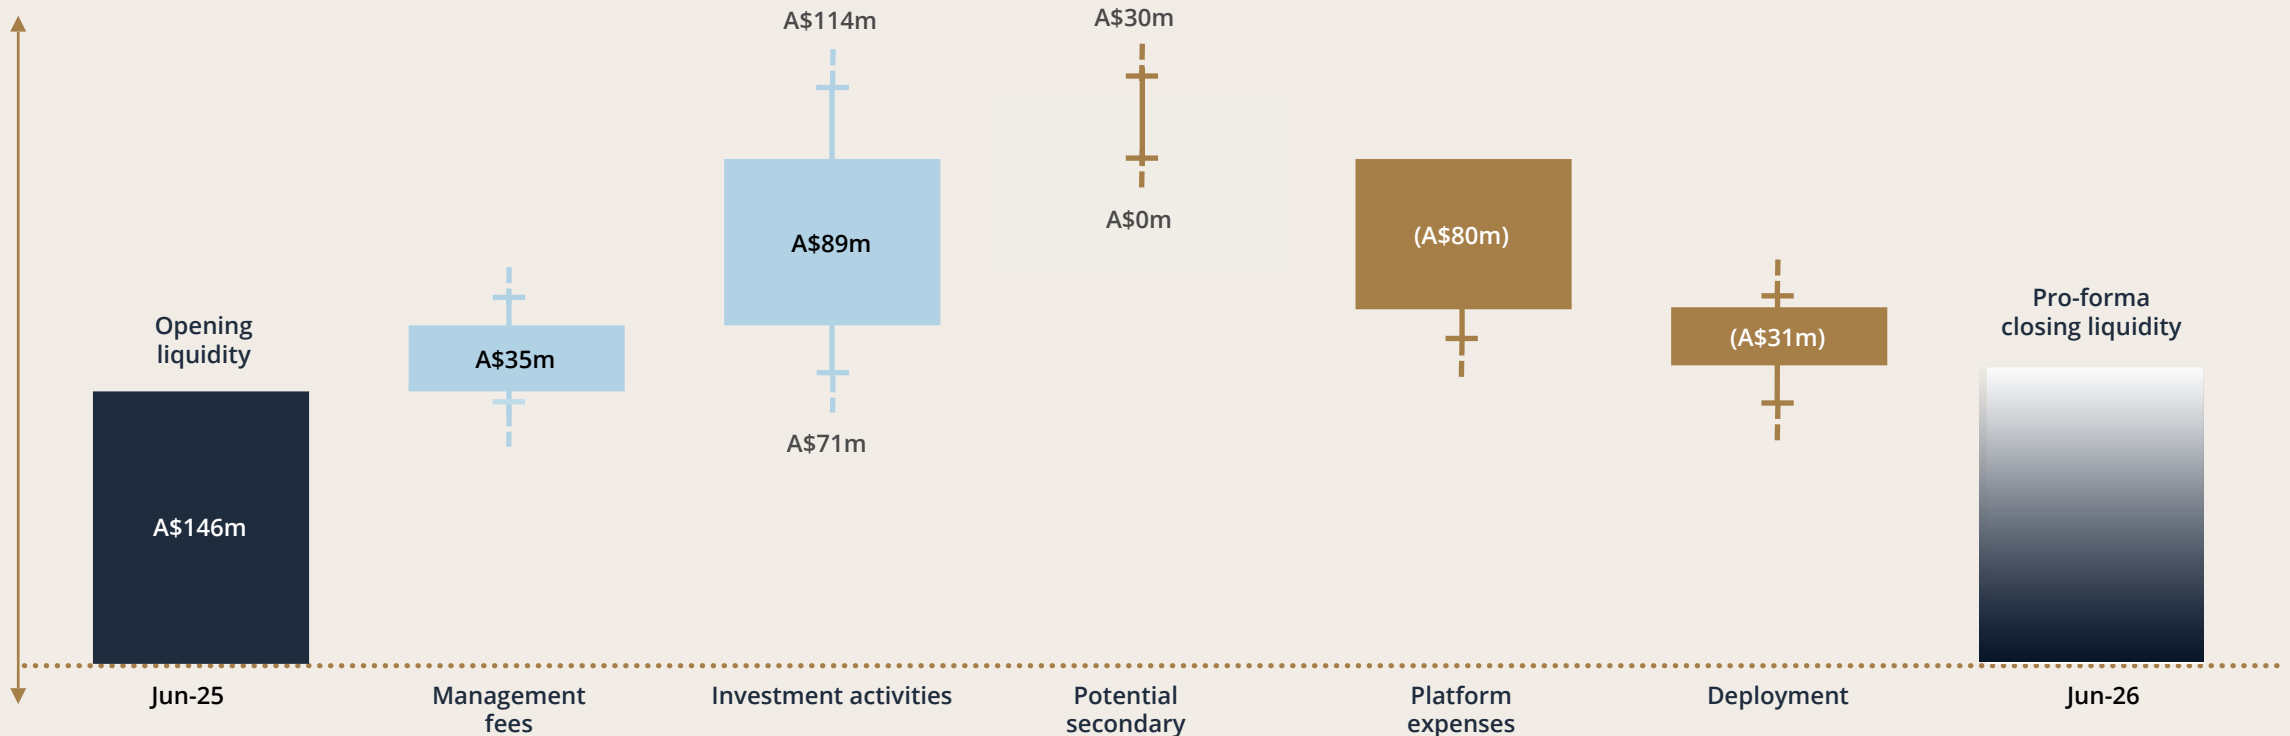 A$114m
A$30m
A$89m
A$0m
(A$80m)
Opening
liquidity
A$35m
(A$31m)
Pro-forma
closing liquidity
A$71m
A$146m
Jun-25
Management
fees
Investment activities
Potential
secondary
Platform
expenses
Deployment
Jun-26